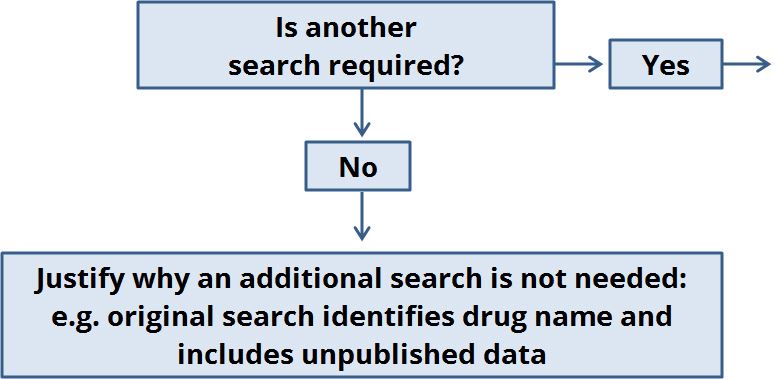 Is another
search required?
Yes
No
Justify why an additional search is not needed:
e.g. original search identifies drug name and
includes unpublished data